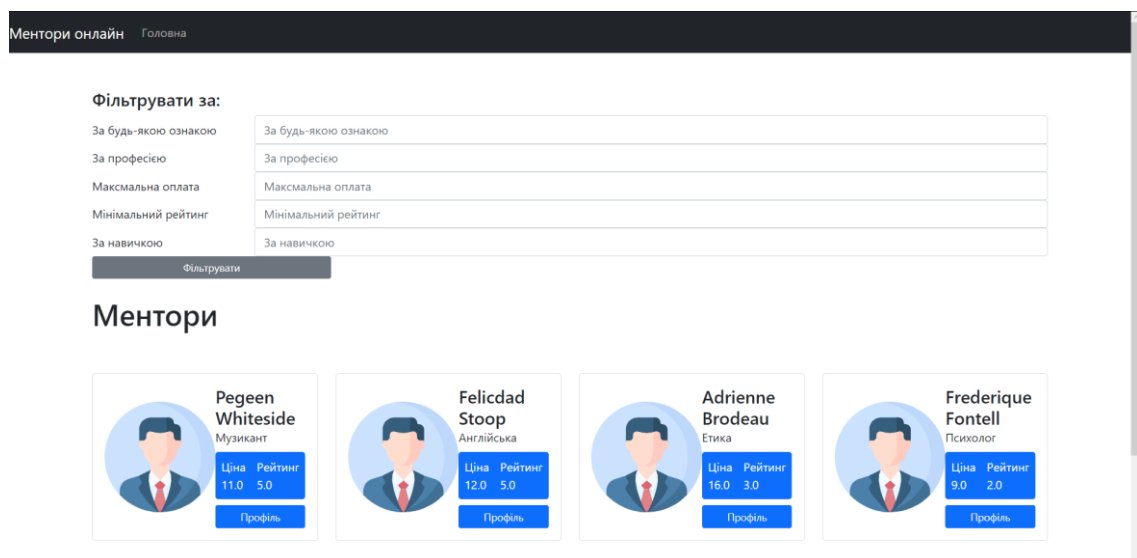 Ментори онлайн Головна
Фільтрувати за:
За будь-якою ознакою За будь-якою ознакою
За професією За професією
Максмальна оплата Максмальна оплата
Мінімальний рейтинг Мінімальний рейтинг
За навичкою За навичкою
Фільтрувати
Ментори
Pegeen
Whiteside
Музикант
Ціна Рейтинг
11.0 5.0
Профіль
Felicdad
Stoop
Англійська
Ціна Рейтинг
12.0 5.0
Профіль
Adrienne
Brodeau
Етика
Ціна Рейтинг
16.0 3.0
Профіль
Frederique
Fontell
Психолог
Ціна Рейтинг
9.0 2.0
Профіль